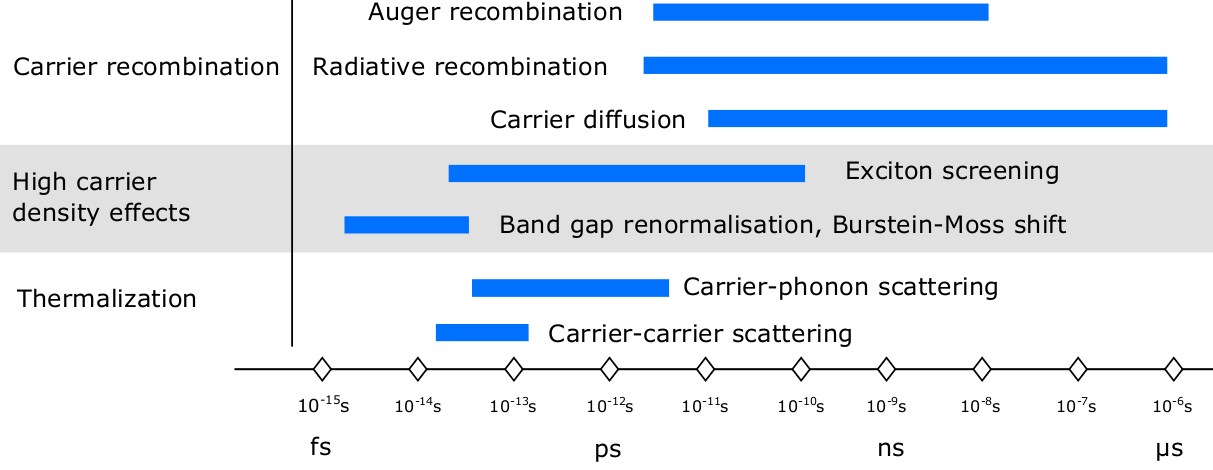 Auger recombination
Carrier recombination
Radiative recombination
Carrier diffusion
High carrier
density effects
Exciton screening
Band gap renormalisation, Burstein-Moss shift
Thermalization
Carrier-phonon scattering
Carrier-carrier scattering
10⁻¹⁵s 10⁻¹⁴s 10⁻¹³s 10⁻¹²s 10⁻¹¹s 10⁻¹⁰s 10⁻⁹s 10⁻⁸s 10⁻⁷s 10⁻⁶s
fs ps ns µs